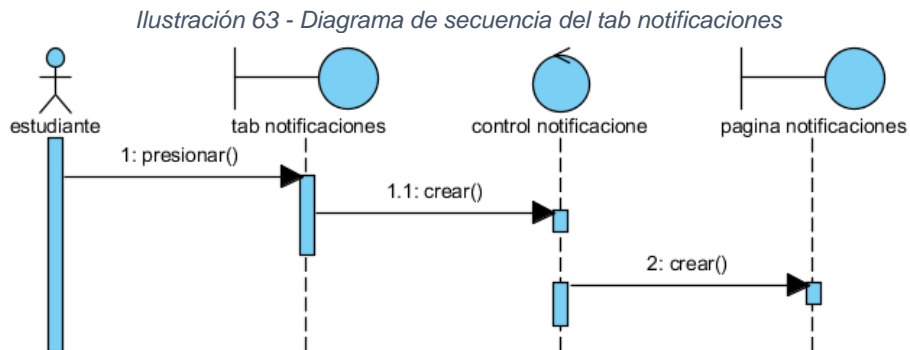 Ilustración 63 - Diagrama de secuencia del tab notificaciones
estudiante
tab notificaciones
control notificacione
pagina notificaciones
1: presionar()
1.1: crear()
2: crear()